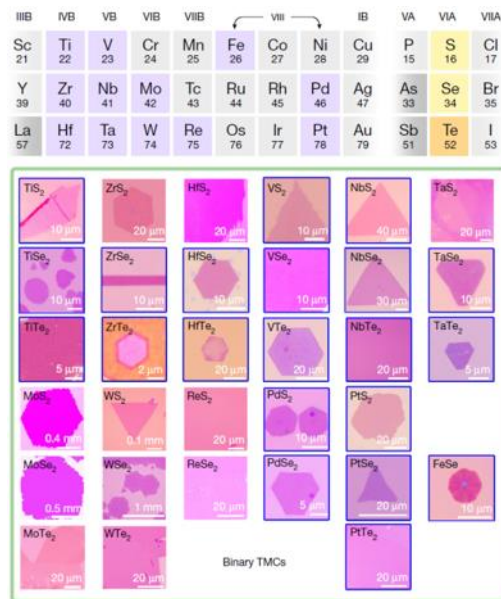 IIIB IVB VB VIB VIIB VIII IB VA VIA VIIA
Sc Ti V Cr Mn Fe Co Ni Cu P S Cl
21 22 23 24 25 26 27 28 29 15 16 17
Y Zr Nb Mo Tc Ru Rh Pd Ag As Se Br
39 40 41 42 43 44 45 46 47 33 34 35
La Hf Ta W Re Os Ir Pt Au Sb Te I
57 72 73 74 75 76 77 78 79 51 52 53
TiS2 ZrS2 HfS2 VS2 NbS2 TaS2
10 μm 20 μm 20 μm 10 μm 40 μm 20 μm
TiSe2 ZrSe2 HfSe2 VSe2 NbSe2 TaSe2
10 μm 10 μm 10 μm 10 μm 30 μm 10 μm
TiTe2 ZrTe2 HfTe2 VTe2 NbTe2 TaTe2
5 μm 2 μm 20 μm 20 μm 20 μm 5 μm
MoS2 WS2 ReS2 PdS2 PtS2
0.4 mm 0.1 mm 20 μm 10 μm 20 μm
MoSe2 WSe2 ReSe2 PdSe2 PtSe2 FeSe
0.5 mm 1 mm 20 μm 5 μm 20 μm 10 μm
MoTe2 WTe2 Binary TMCs PtTe2
20 μm 20 μm 20 μm